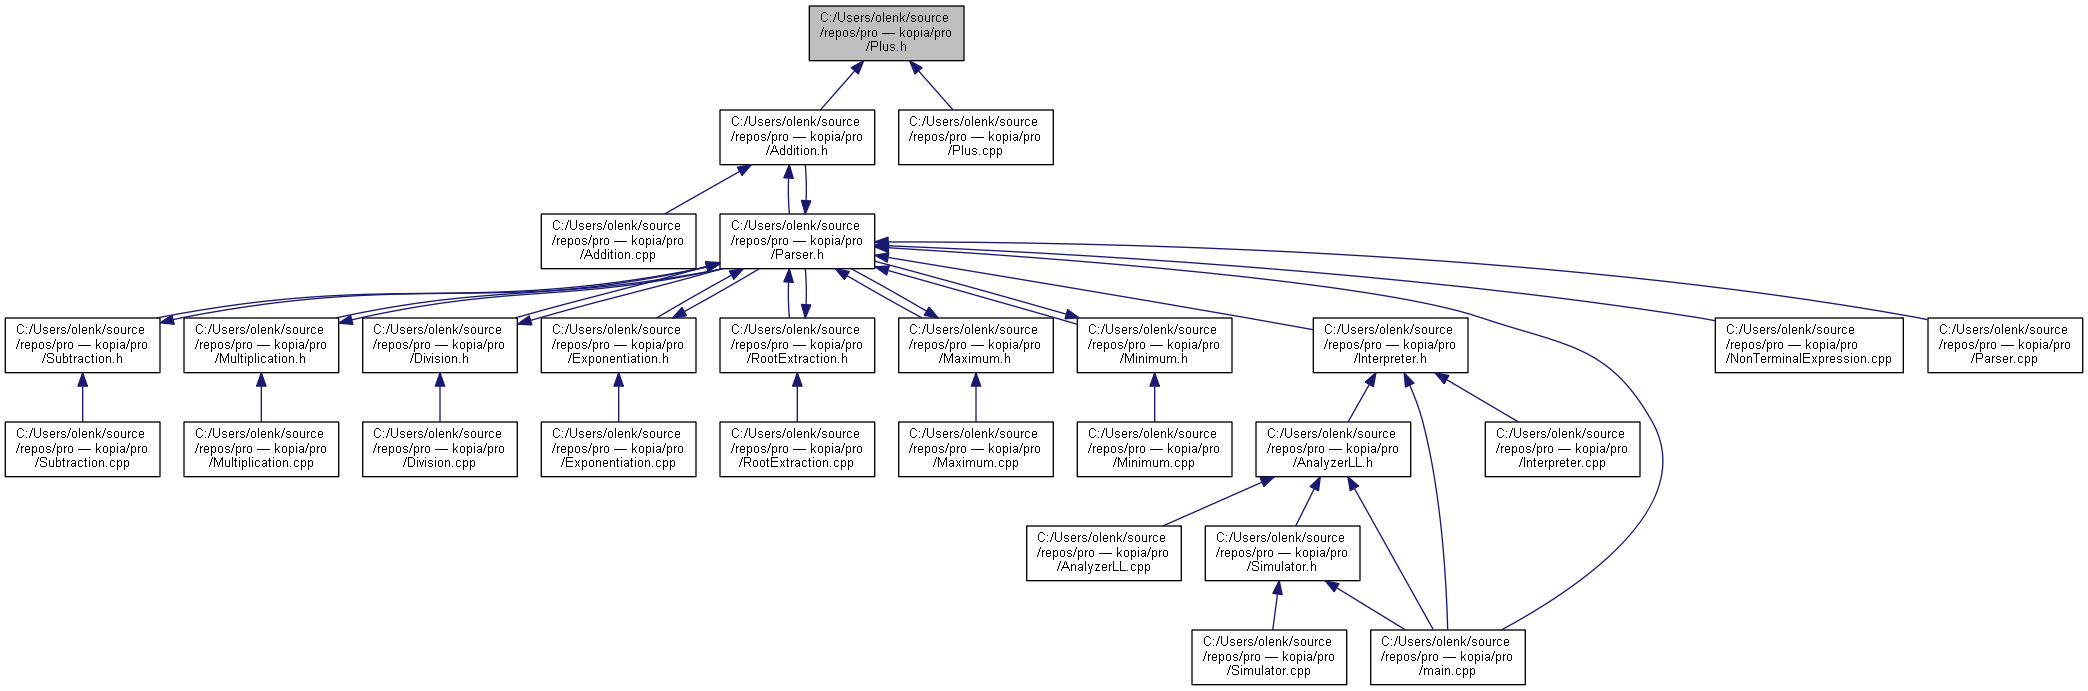 C:/Users/olenk/source
/repos/pro — kopia/pro
/Plus.h
C:/Users/olenk/source
/repos/pro — kopia/pro
/Addition.h
C:/Users/olenk/source
/repos/pro — kopia/pro
/Plus.cpp
C:/Users/olenk/source
/repos/pro — kopia/pro
/Addition.cpp
C:/Users/olenk/source
/repos/pro — kopia/pro
/Parser.h
C:/Users/olenk/source
/repos/pro — kopia/pro
/Subtraction.h
C:/Users/olenk/source
/repos/pro — kopia/pro
/Multiplication.h
C:/Users/olenk/source
/repos/pro — kopia/pro
/Division.h
C:/Users/olenk/source
/repos/pro — kopia/pro
/Exponentiation.h
C:/Users/olenk/source
/repos/pro — kopia/pro
/RootExtraction.h
C:/Users/olenk/source
/repos/pro — kopia/pro
/Maximum.h
C:/Users/olenk/source
/repos/pro — kopia/pro
/Minimum.h
C:/Users/olenk/source
/repos/pro — kopia/pro
/Interpreter.h
C:/Users/olenk/source
/repos/pro — kopia/pro
/NonTerminalExpression.cpp
C:/Users/olenk/source
/repos/pro — kopia/pro
/Parser.cpp
C:/Users/olenk/source
/repos/pro — kopia/pro
/Subtraction.cpp
C:/Users/olenk/source
/repos/pro — kopia/pro
/Multiplication.cpp
C:/Users/olenk/source
/repos/pro — kopia/pro
/Division.cpp
C:/Users/olenk/source
/repos/pro — kopia/pro
/Exponentiation.cpp
C:/Users/olenk/source
/repos/pro — kopia/pro
/RootExtraction.cpp
C:/Users/olenk/source
/repos/pro — kopia/pro
/Maximum.cpp
C:/Users/olenk/source
/repos/pro — kopia/pro
/Minimum.cpp
C:/Users/olenk/source
/repos/pro — kopia/pro
/AnalyzerLL.h
C:/Users/olenk/source
/repos/pro — kopia/pro
/Interpreter.cpp
C:/Users/olenk/source
/repos/pro — kopia/pro
/AnalyzerLL.cpp
C:/Users/olenk/source
/repos/pro — kopia/pro
/Simulator.h
C:/Users/olenk/source
/repos/pro — kopia/pro
/Simulator.cpp
C:/Users/olenk/source
/repos/pro — kopia/pro
/main.cpp